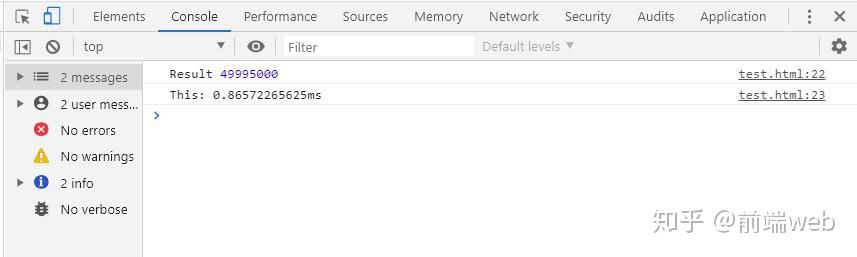 Elements Console Performance Sources Memory Network Security Audits Application
top Filter Default levels
2 messages
2 user mess...
No errors
No warnings
2 info
No verbose
Result 49995000 test.html:22
This: 0.86572265625ms test.html:23
知乎 @前端web